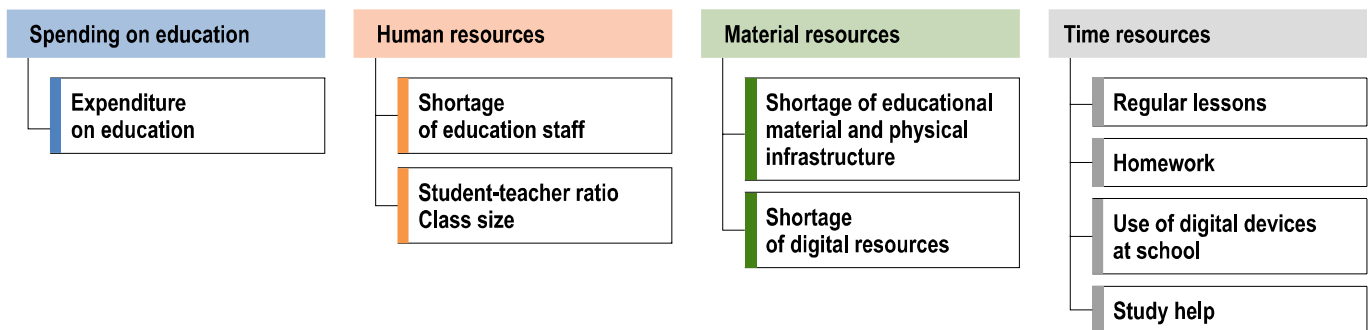 Spending on education
Expenditure
on education
Human resources
Shortage
of education staff
Student-teacher ratio
Class size
Material resources
Shortage of educational
material and physical
infrastructure
Shortage
of digital resources
Time resources
Regular lessons
Homework
Use of digital devices
at school
Study help